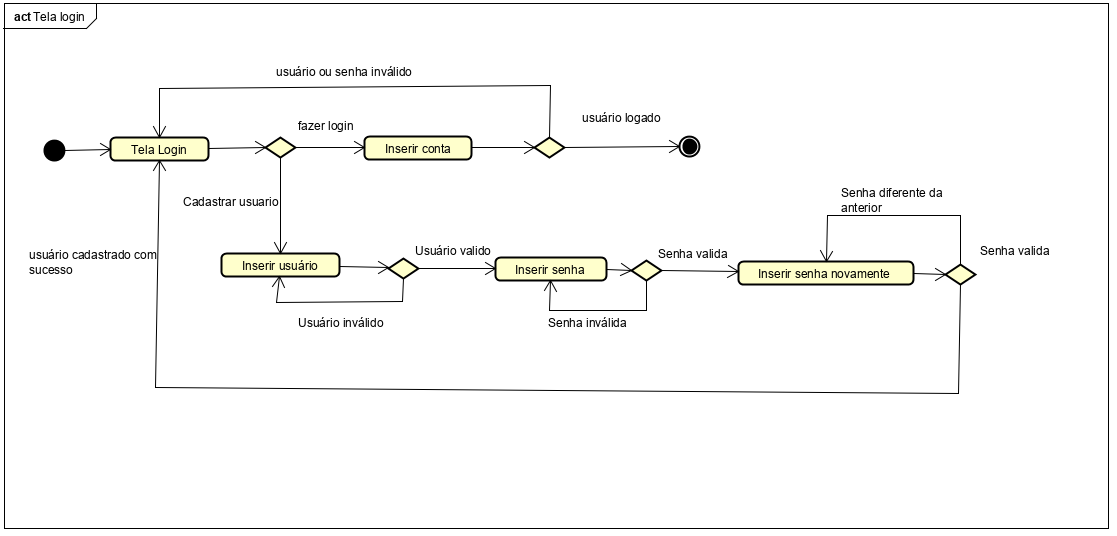 act Tela login
usuário ou senha inválido
fazer login
usuário logado
Tela Login
Inserir conta
Cadastrar usuario
Senha diferente da
anterior
usuário cadastrado com
sucesso
Inserir usuário
Usuário valido
Inserir senha
Senha valida
Inserir senha novamente
Senha valida
Usuário inválido
Senha inválida